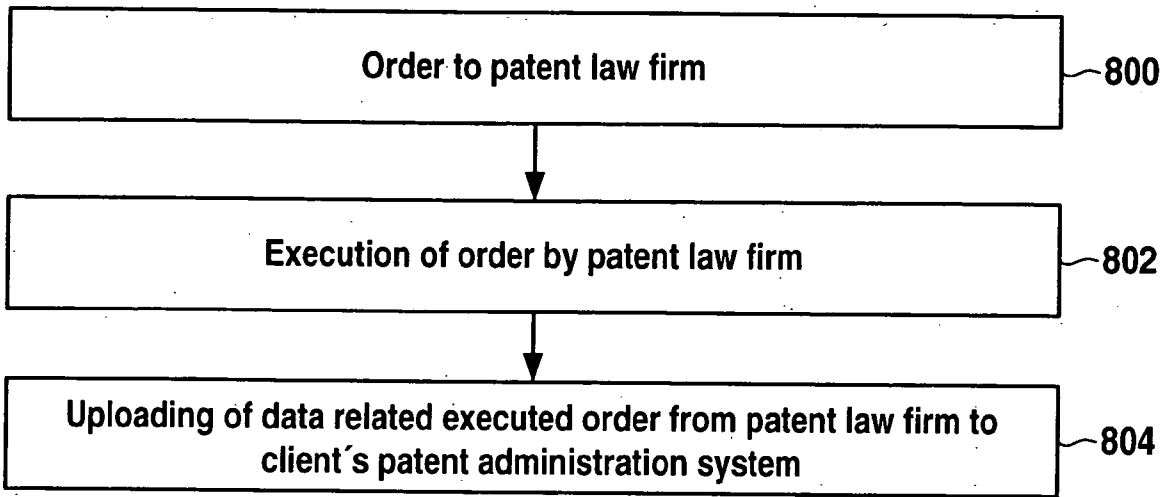 Order to patent law firm
800
Execution of order by patent law firm
802
Uploading of data related executed order from patent law firm to
client´s patent administration system
804